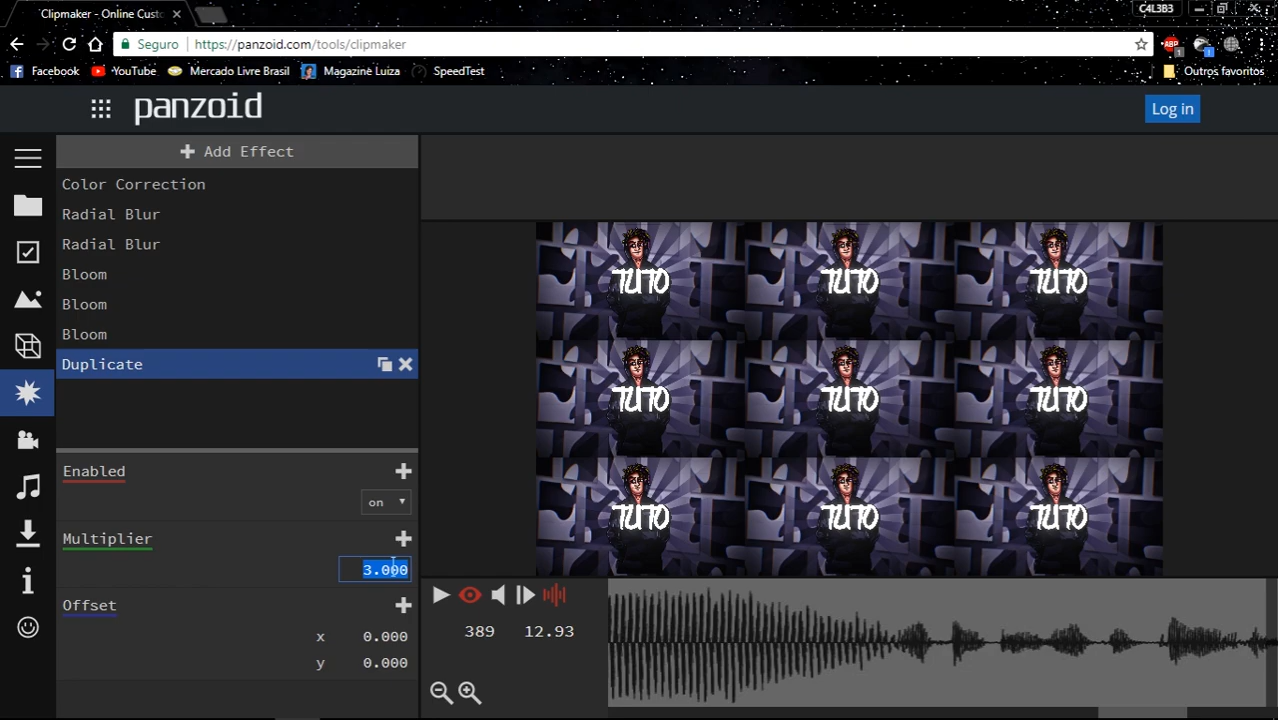 Clipmaker - Online Custo
C4L3B3
Seguro https://panzoid.com/tools/clipmaker
ABP
1
Facebook YouTube Mercado Livre Brasil Magazine Luiza SpeedTest Outros favoritos
panzoid
Log in
Add Effect
Color Correction
Radial Blur
Radial Blur
Bloom
Bloom
Bloom
Duplicate
Enabled
on
Multiplier
3.000
Offset
x 0.000
y 0.000
TUTO TUTO TUTO
TUTO TUTO TUTO
TUTO TUTO TUTO
389 12.93